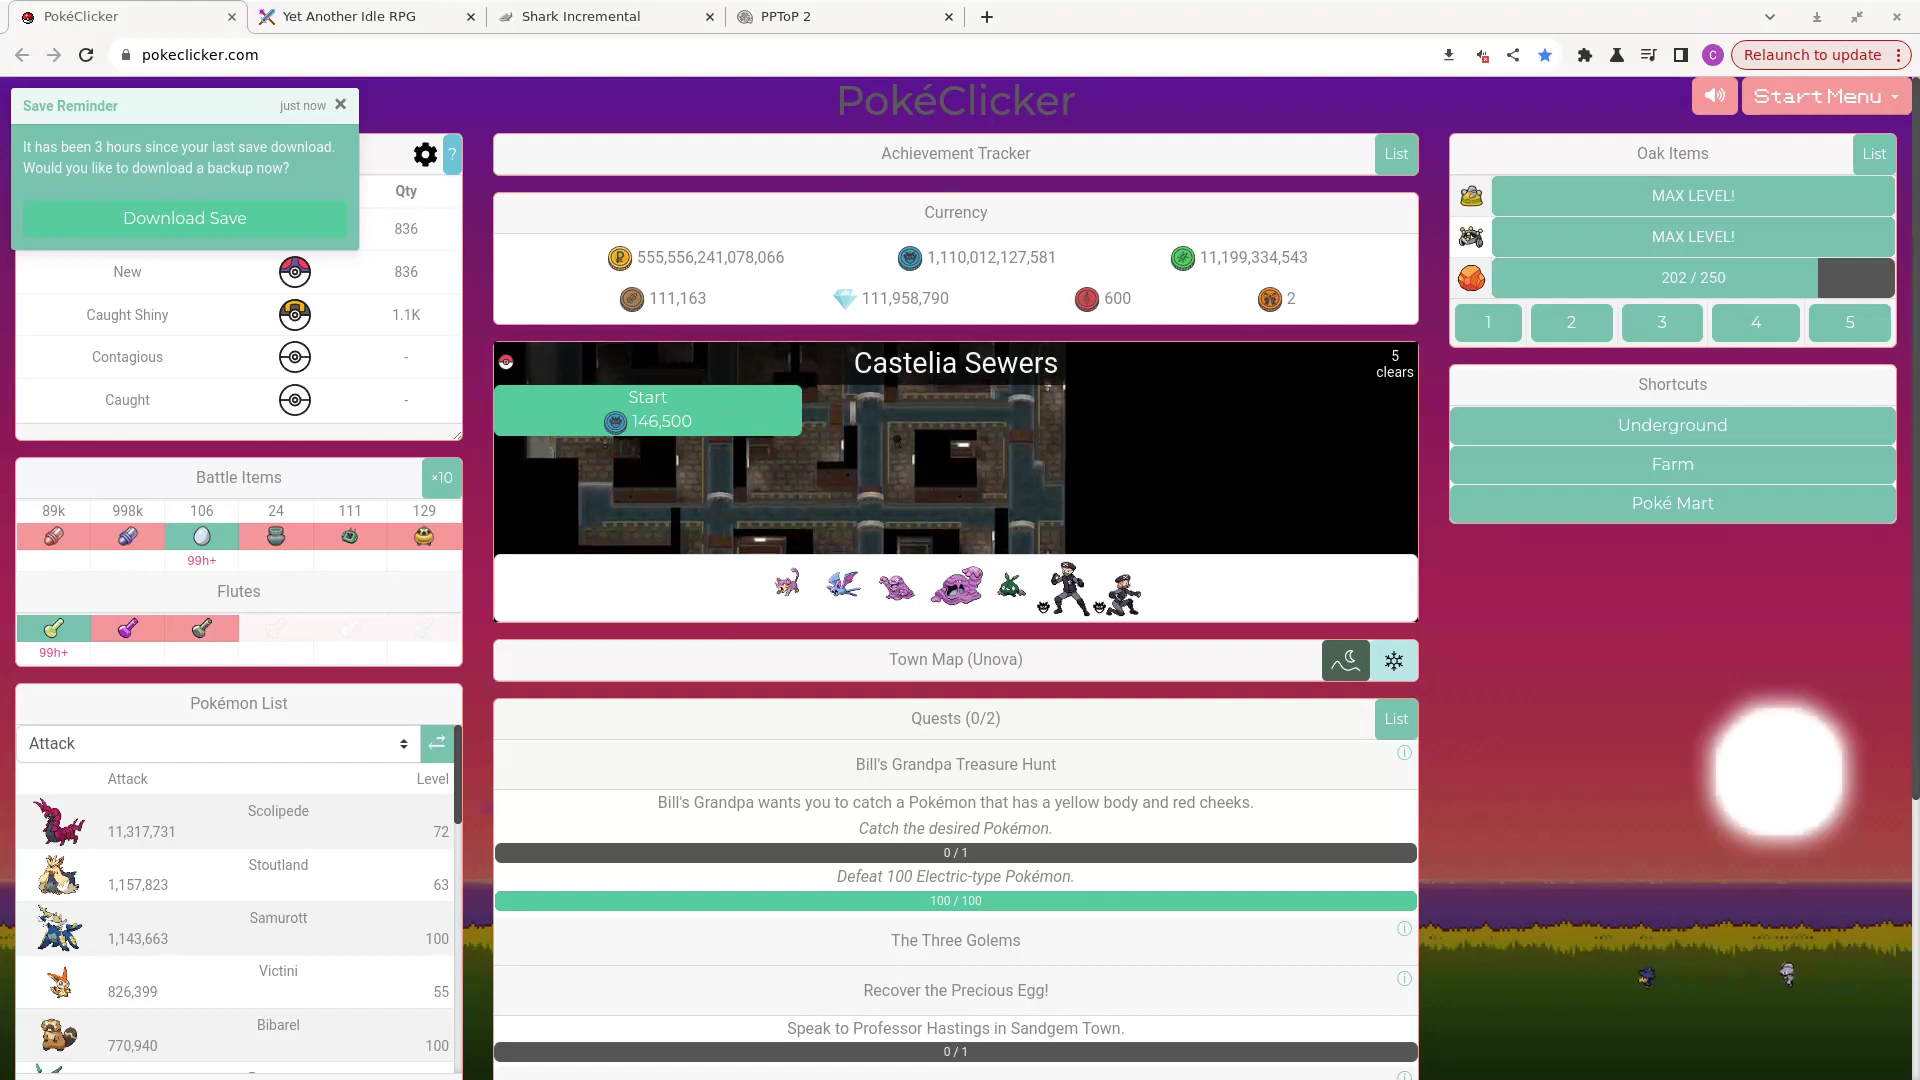 PokéClicker
Yet Another Idle RPG
Shark Incremental
PPToP 2
pokeclicker.com
C
Relaunch to update
PokéClicker
Start Menu
Save Reminder
just now
It has been 3 hours since your last save download.
Would you like to download a backup now?
Download Save
?
Qty
836
New
836
Caught Shiny
1.1K
Contagious
-
Caught
-
Battle Items
×10
89k
998k
106
24
111
129
99h+
Flutes
99h+
Pokémon List
Attack
Attack
Level
Scolipede
11,317,731
72
Stoutland
1,157,823
63
Samurott
1,143,663
100
Victini
826,399
55
Bibarel
770,940
100
Achievement Tracker
List
Currency
555,556,241,078,066
1,110,012,127,581
11,199,334,543
111,163
111,958,790
600
2
Castelia Sewers
5
clears
Start
146,500
Town Map (Unova)
Quests (0/2)
List
Bill's Grandpa Treasure Hunt
Bill's Grandpa wants you to catch a Pokémon that has a yellow body and red cheeks.
Catch the desired Pokémon.
0 / 1
Defeat 100 Electric-type Pokémon.
100 / 100
The Three Golems
Recover the Precious Egg!
Speak to Professor Hastings in Sandgem Town.
0 / 1
Oak Items
List
MAX LEVEL!
MAX LEVEL!
202 / 250
1
2
3
4
5
Shortcuts
Underground
Farm
Poké Mart